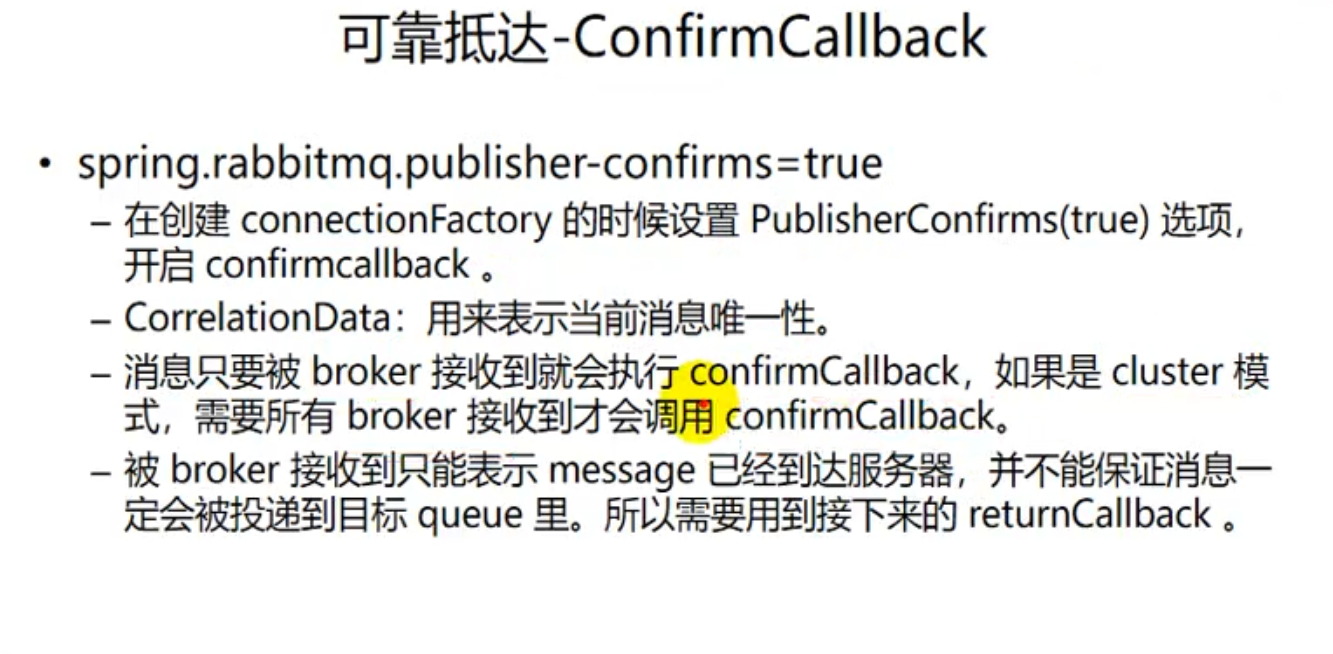 可靠抵达-ConfirmCallback
• spring.rabbitmq.publisher-confirms=true
– 在创建 connectionFactory 的时候设置 PublisherConfirms(true) 选项，
开启 confirmcallback 。
– CorrelationData：用来表示当前消息唯一性。
– 消息只要被 broker 接收到就会执行 confirmCallback，如果是 cluster 模
式，需要所有 broker 接收到才会调用 confirmCallback。
– 被 broker 接收到只能表示 message 已经到达服务器，并不能保证消息一
定会被投递到目标 queue 里。所以需要用到接下来的 returnCallback 。